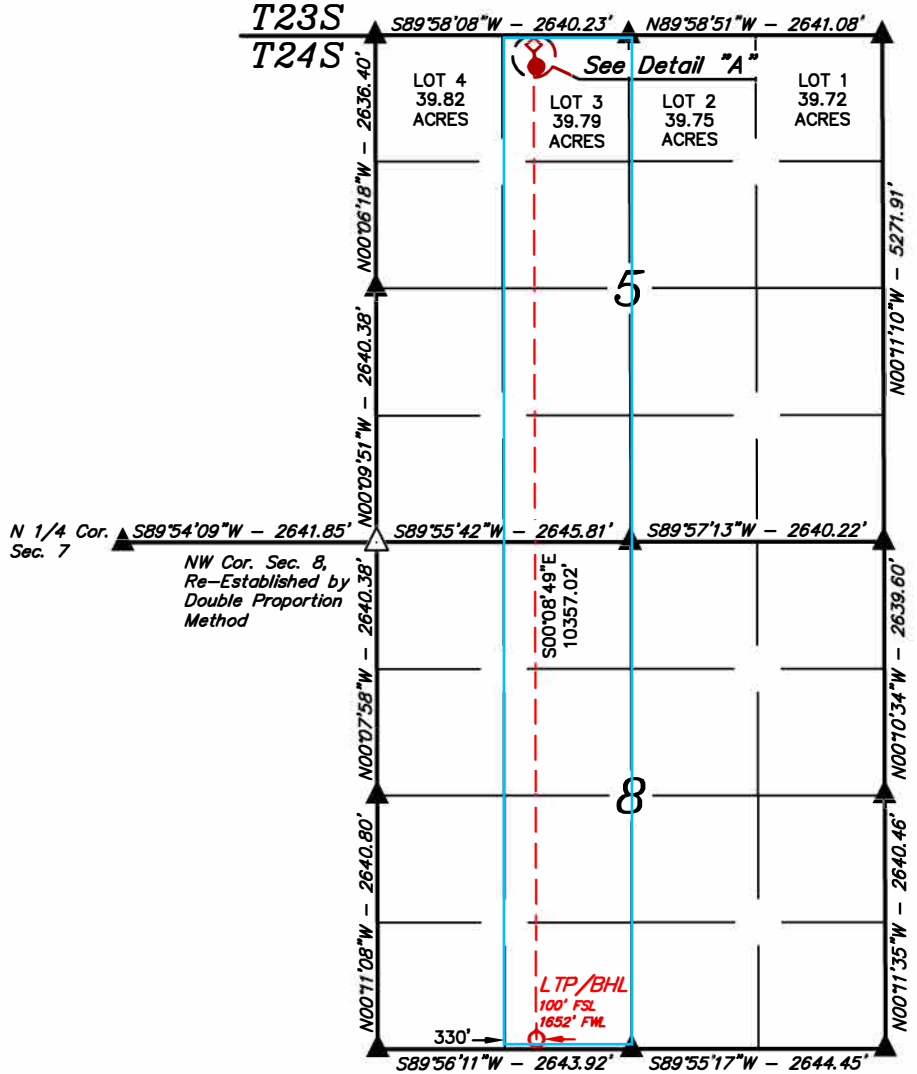 T23S
S89°58'08"W - 2640.23'
N89°58'51"W - 2641.08'
T24S
See Detail "A"
LOT 4
39.82
ACRES
LOT 3
39.79
ACRES
LOT 2
39.75
ACRES
LOT 1
39.72
ACRES
N00°06'18"W - 2636.40'
N00°11'10"W - 5271.91'
5
N00°09'51"W - 2640.38'
N 1/4 Cor.
Sec. 7
S89°54'09"W - 2641.85'
S89°55'42"W - 2645.81'
S89°57'13"W - 2640.22'
NW Cor. Sec. 8,
Re-Established by
Double Proportion
Method
S00°08'49"E
10357.02'
N00°07'58"W - 2640.38'
N00°10'34"W - 2639.60'
8
N00°11'08"W - 2640.80'
N00°11'35"W - 2640.46'
LTP/BHL
100' FSL
1652' FWL
330'
S89°56'11"W - 2643.92'
S89°55'17"W - 2644.45'